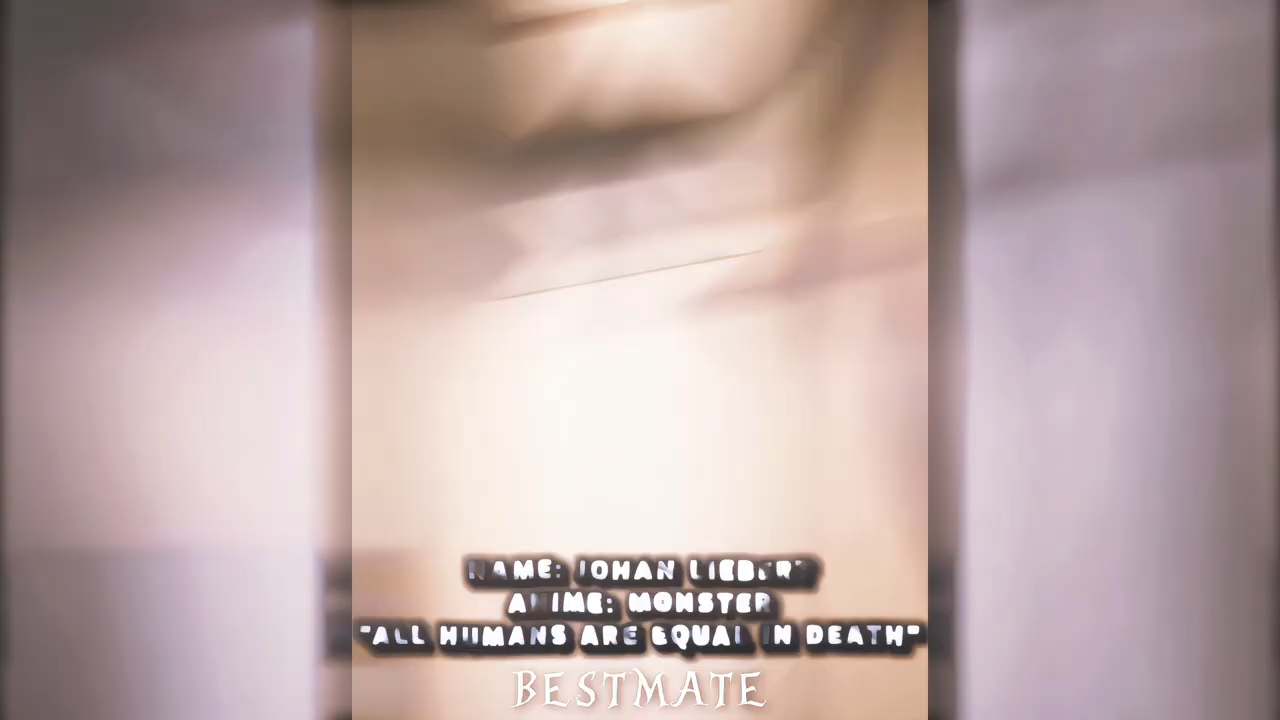 NAME: JOHAN LIEBERT
ANIME: MONSTER
"ALL HUMANS ARE EQUAL IN DEATH"
BESTMATE